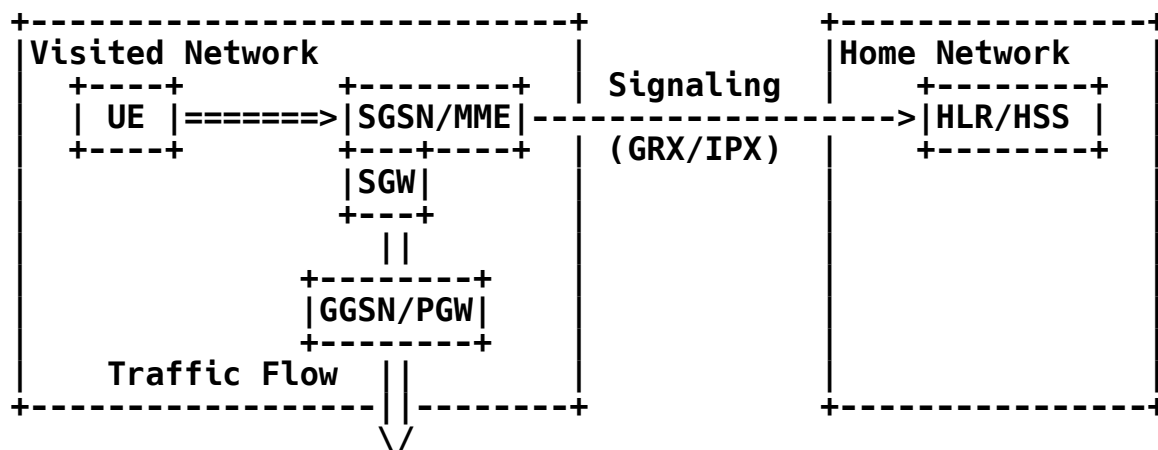 Visited Network
Home Network
Signaling
UE
SGSN/MME
HLR/HSS
(GRX/IPX)
SGW
GGSN/PGW
Traffic Flow